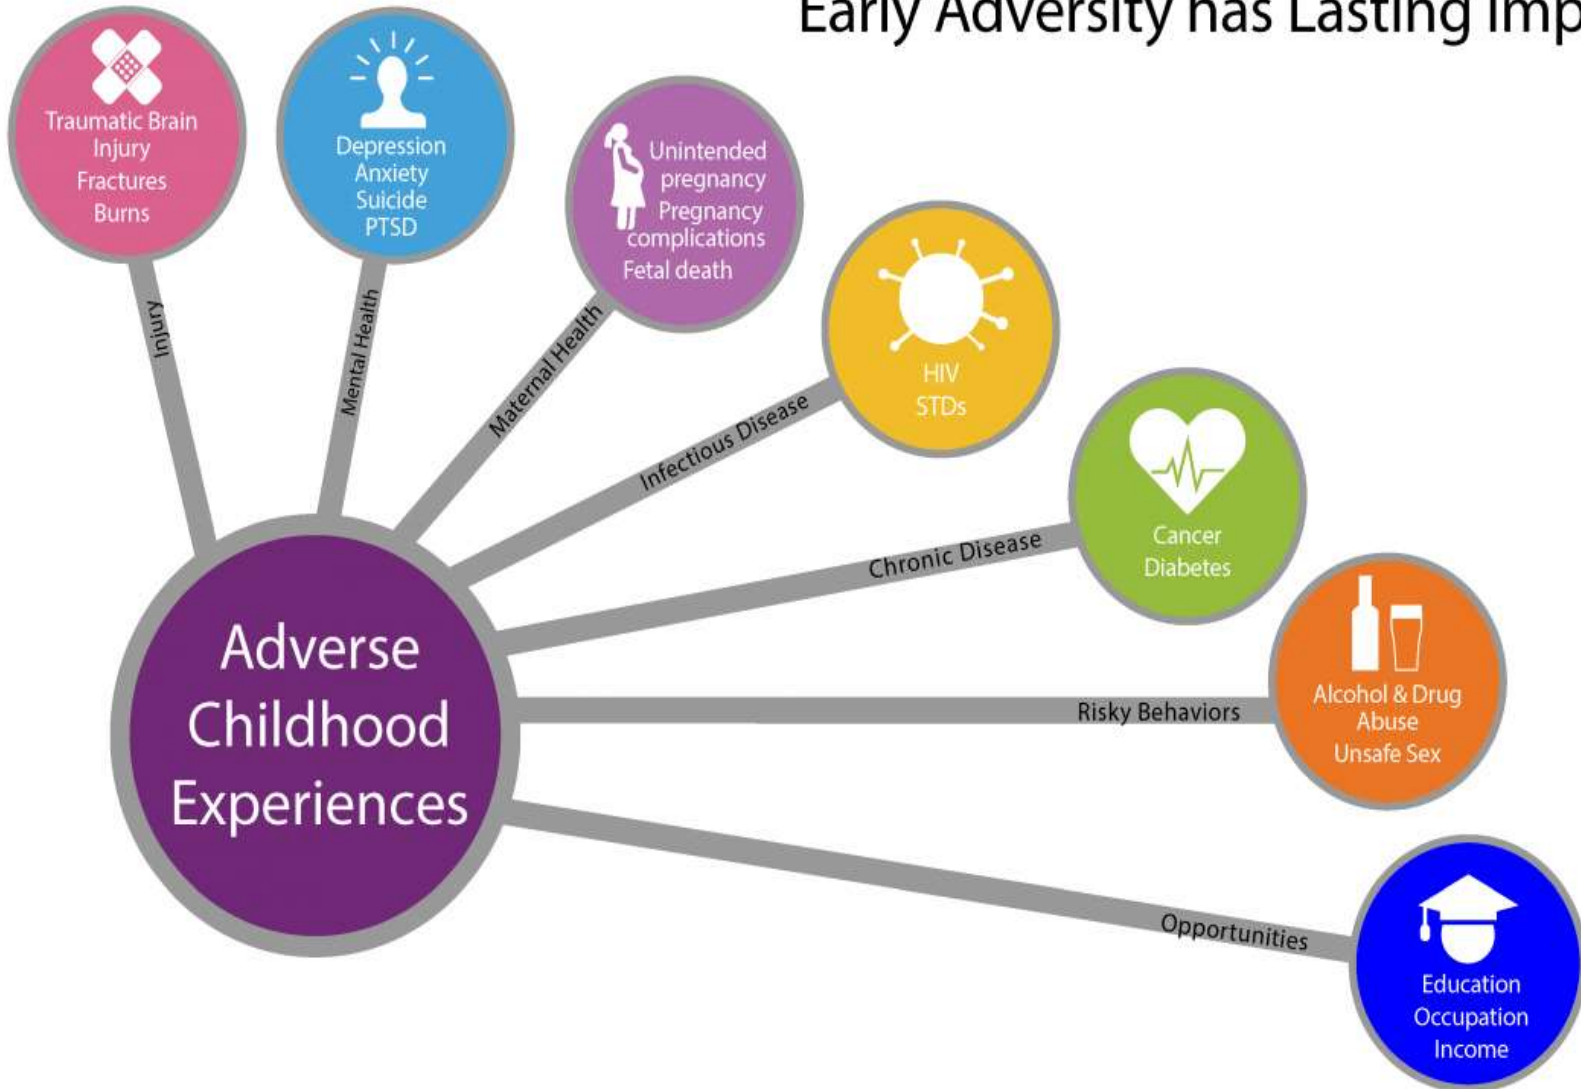 Early Adversity has Lasting Imp
Traumatic Brain
Injury
Fractures
Burns
Injury
Depression
Anxiety
Suicide
PTSD
Mental Health
Unintended
pregnancy
Pregnancy
complications
Fetal death
Maternal Health
HIV
STDs
Infectious Disease
Cancer
Diabetes
Chronic Disease
Alcohol & Drug
Abuse
Unsafe Sex
Risky Behaviors
Education
Occupation
Income
Opportunities
Adverse
Childhood
Experiences